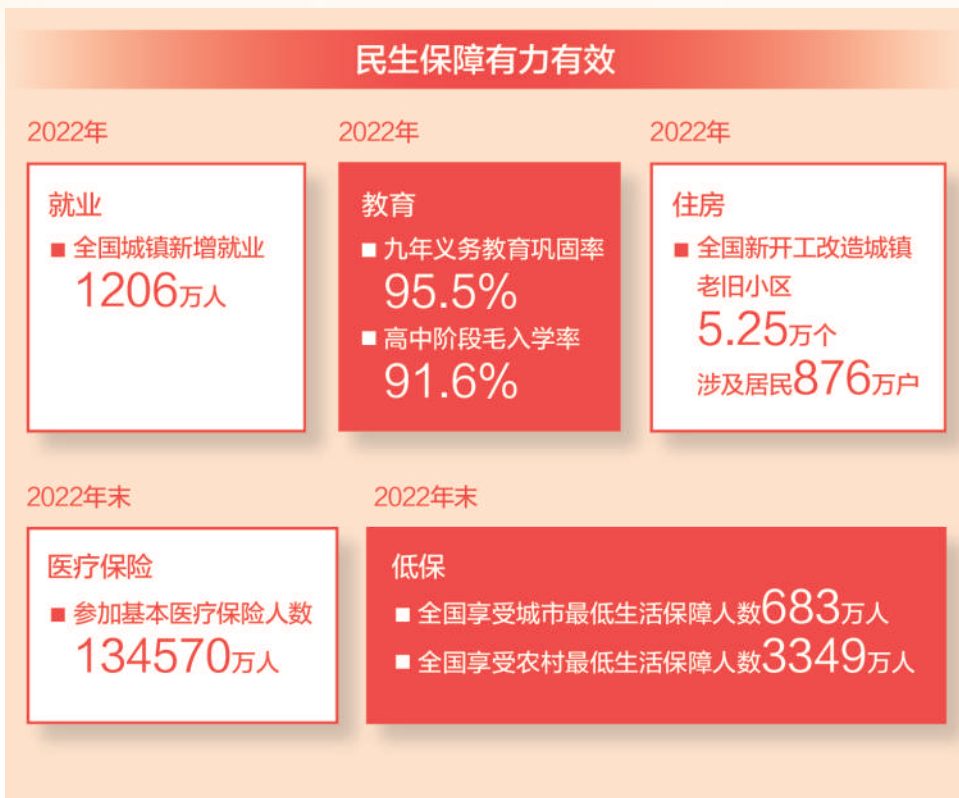 民生保障有力有效
2022年
就业
■ 全国城镇新增就业
1206万人
2022年
教育
■ 九年义务教育巩固率
95.5%
■ 高中阶段毛入学率
91.6%
2022年
住房
■ 全国新开工改造城镇
老旧小区
5.25万个
涉及居民876万户
2022年末
医疗保险
■ 参加基本医疗保险人数
134570万人
2022年末
低保
■ 全国享受城市最低生活保障人数683万人
■ 全国享受农村最低生活保障人数3349万人